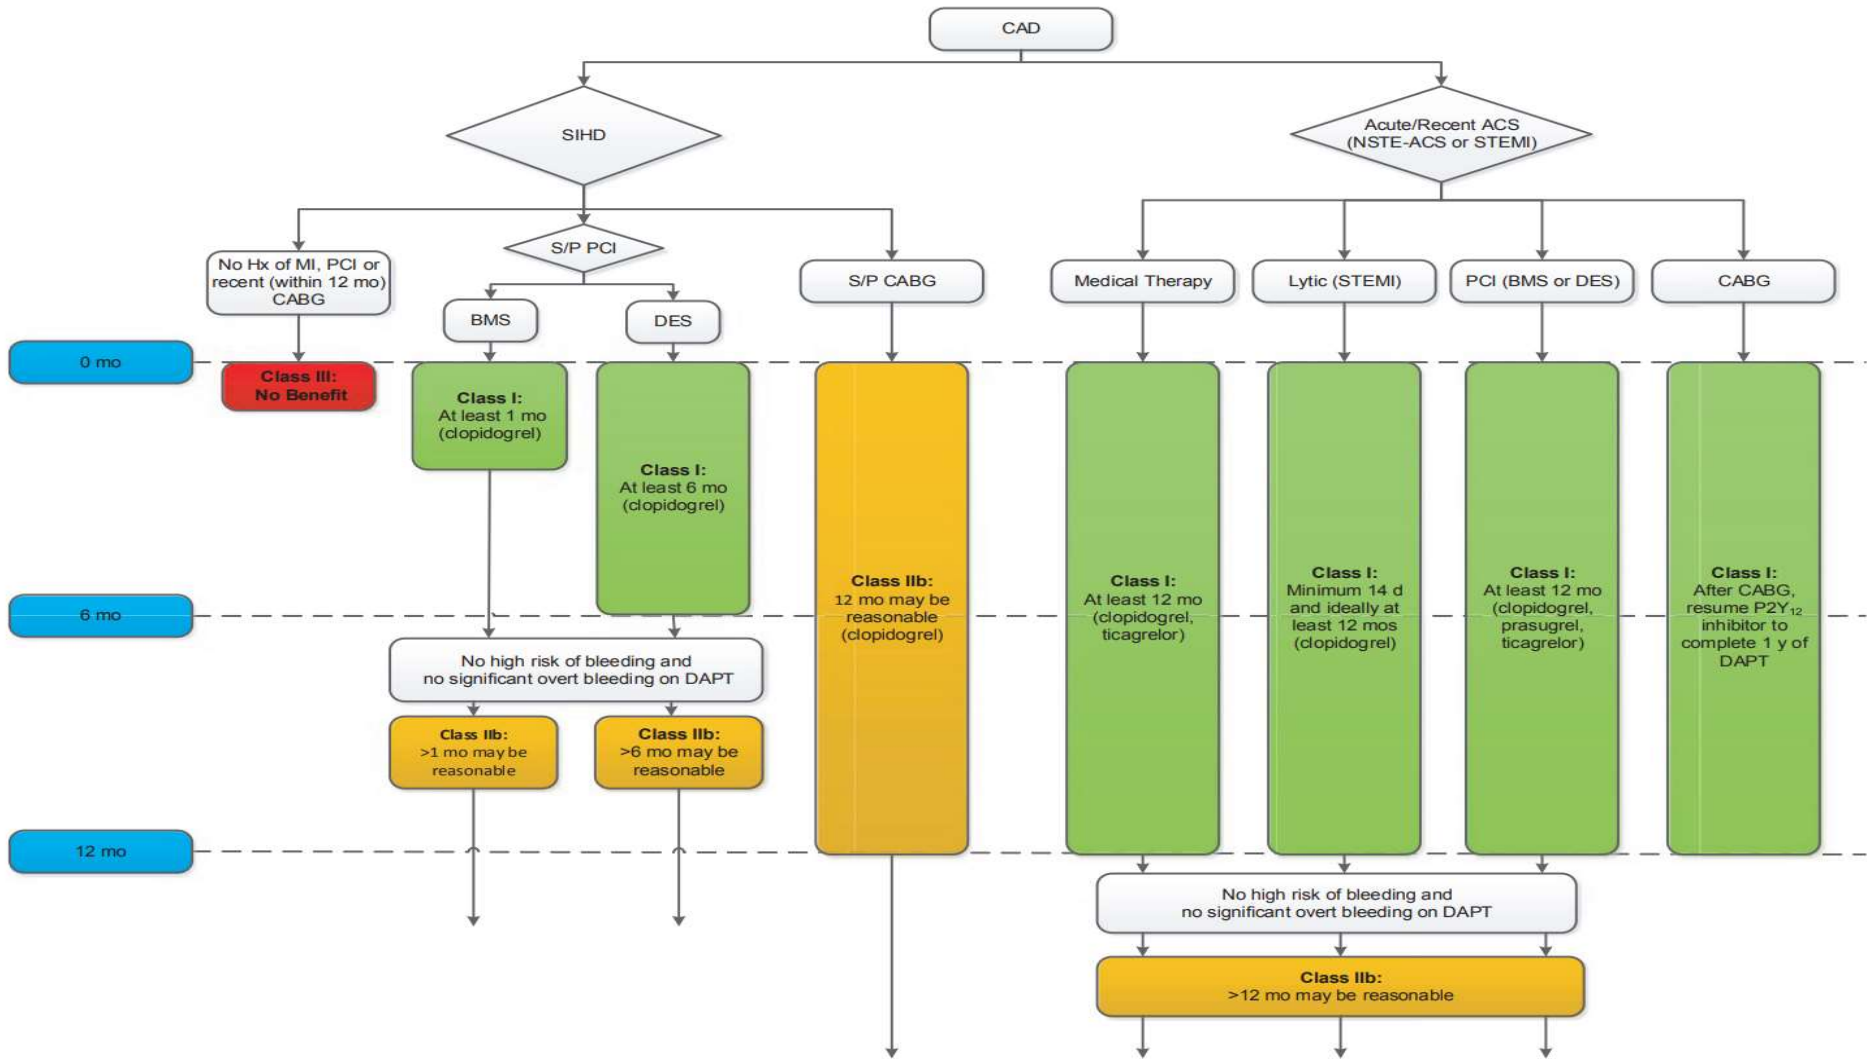 CAD
SIHD
Acute/Recent ACS
(NSTE-ACS or STEMI)
No Hx of MI, PCI or
recent (within 12 mo)
CABG
S/P PCI
BMS
DES
S/P CABG
Medical Therapy
Lytic (STEMI)
PCI (BMS or DES)
CABG
0 mo
Class III:
No Benefit
Class I:
At least 1 mo
(clopidogrel)
Class I:
At least 6 mo
(clopidogrel)
Class IIb:
12 mo may be
reasonable
(clopidogrel)
Class I:
At least 12 mo
(clopidogrel,
ticagrelor)
Class I:
Minimum 14 d
and ideally at
least 12 mos
(clopidogrel)
Class I:
At least 12 mo
(clopidogrel,
prasugrel,
ticagrelor)
Class I:
After CABG,
resume P2Y₁₂
inhibitor to
complete 1 y of
DAPT
6 mo
No high risk of bleeding and
no significant overt bleeding on DAPT
Class IIb:
>1 mo may be
reasonable
Class IIb:
>6 mo may be
reasonable
12 mo
No high risk of bleeding and
no significant overt bleeding on DAPT
Class IIb:
>12 mo may be reasonable